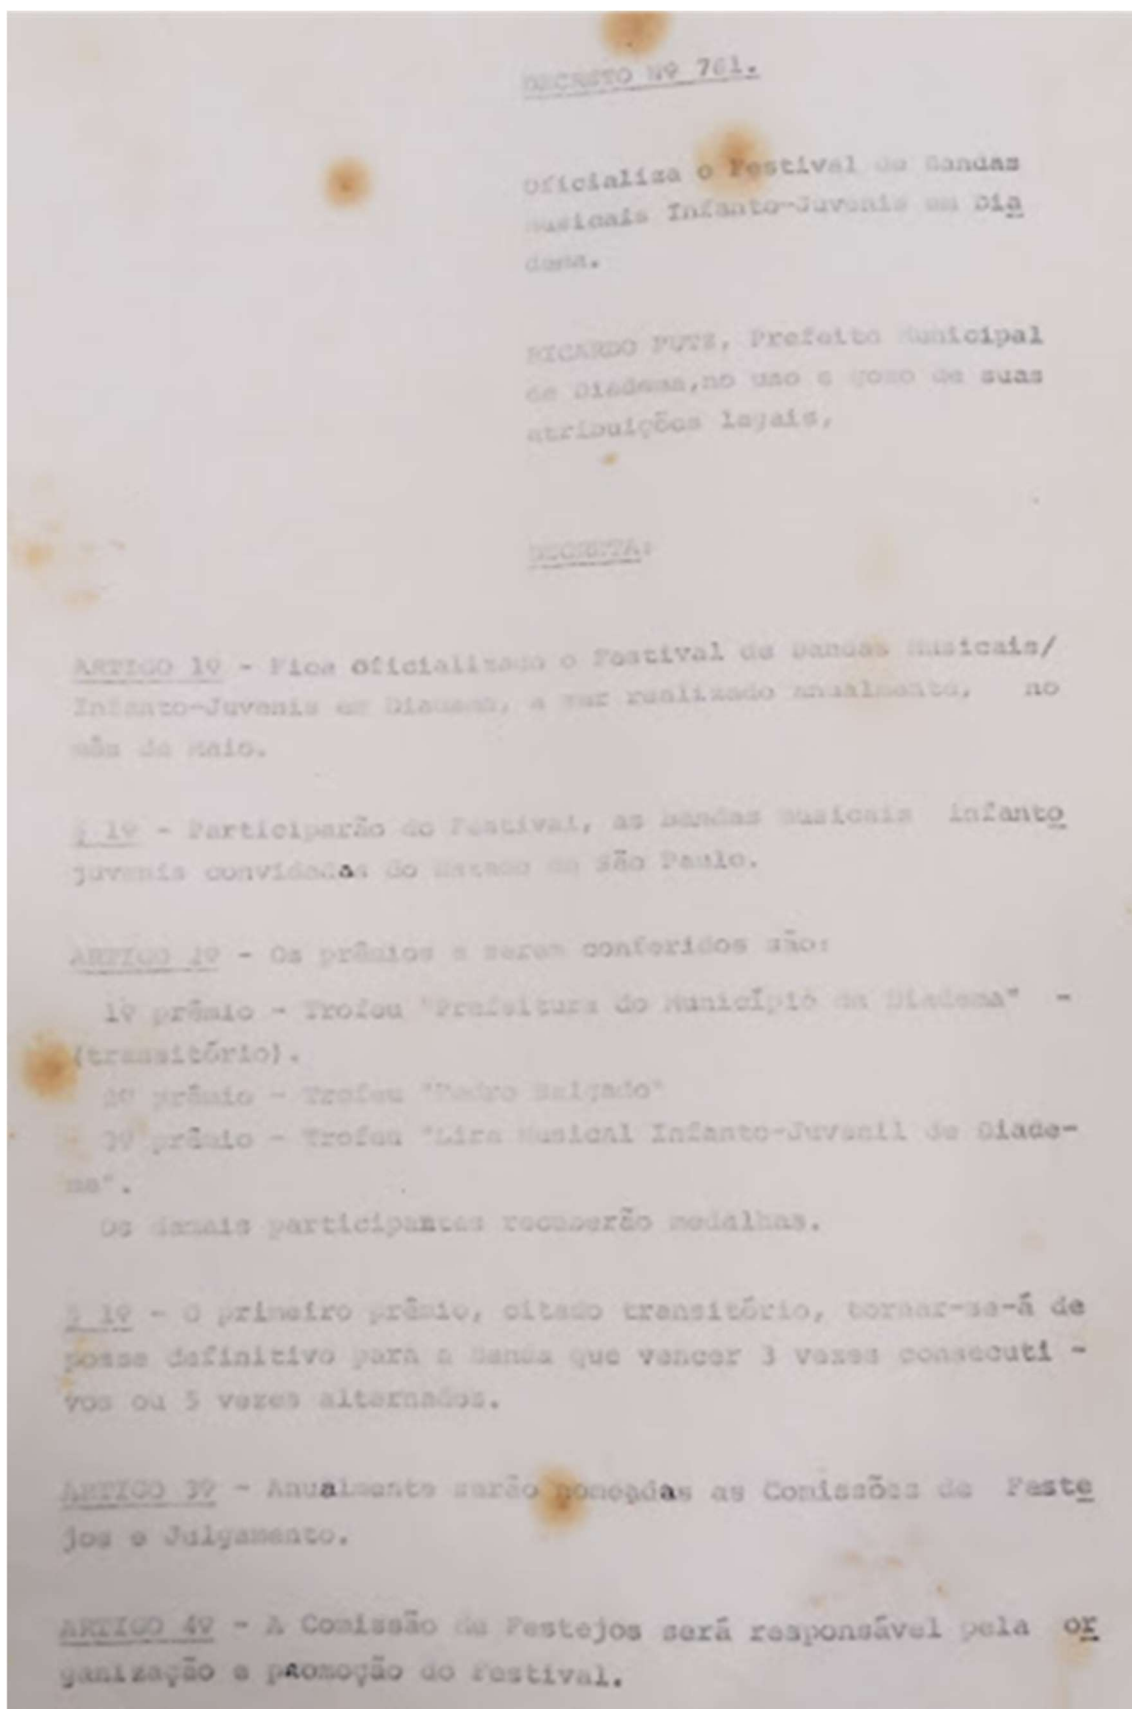 DECRETO Nº 761.
Oficializa o Festival de Bandas
Musicais Infanto-Juvenis em Dia
dema.
RICARDO PUTZ, Prefeito Municipal
de Diadema,no uso e gozo de suas
atribuições legais,
DECRETA:
ARTIGO 1º - Fica oficializado o Festival de Bandas Musicais/
Infanto-Juvenis em Diadema, a ser realizado anualmente, no
mês de Maio.
§ 1º - Participarão do Festival, as bandas musicais infanto
juvenis convidadas do Estado de São Paulo.
ARTIGO 2º - Os prêmios a serem conferidos são:
1º prêmio - Trofeu "Prefeitura do Município de Diadema" -
(transitório).
2º prêmio - Trofeu "Pedro Salgado"
3º prêmio - Trofeu "Lira Musical Infanto-Juvenil de Diade-
ma".
Os demais participantes receberão medalhas.
§ 1º - O primeiro prêmio, citado transitório, tornar-se-á de
posse definitivo para a Banda que vencer 3 vezes consecuti -
vos ou 5 vezes alternados.
ARTIGO 3º - Anualmente serão nomeadas as Comissões de Feste
jos e Julgamento.
ARTIGO 4º - A Comissão de Festejos será responsável pela or
ganização e promoção do Festival.